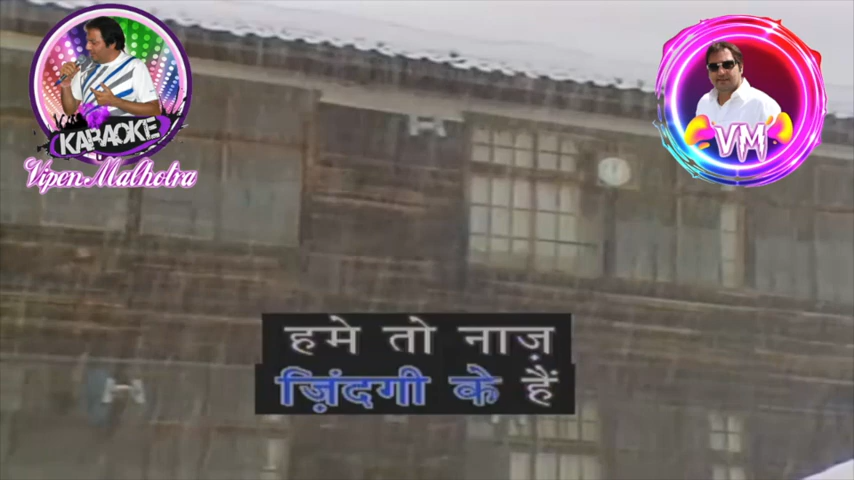 KARAOKE
Vipen Malhotra
VM
हमे तो नाज़
ज़िंदगी के हैं